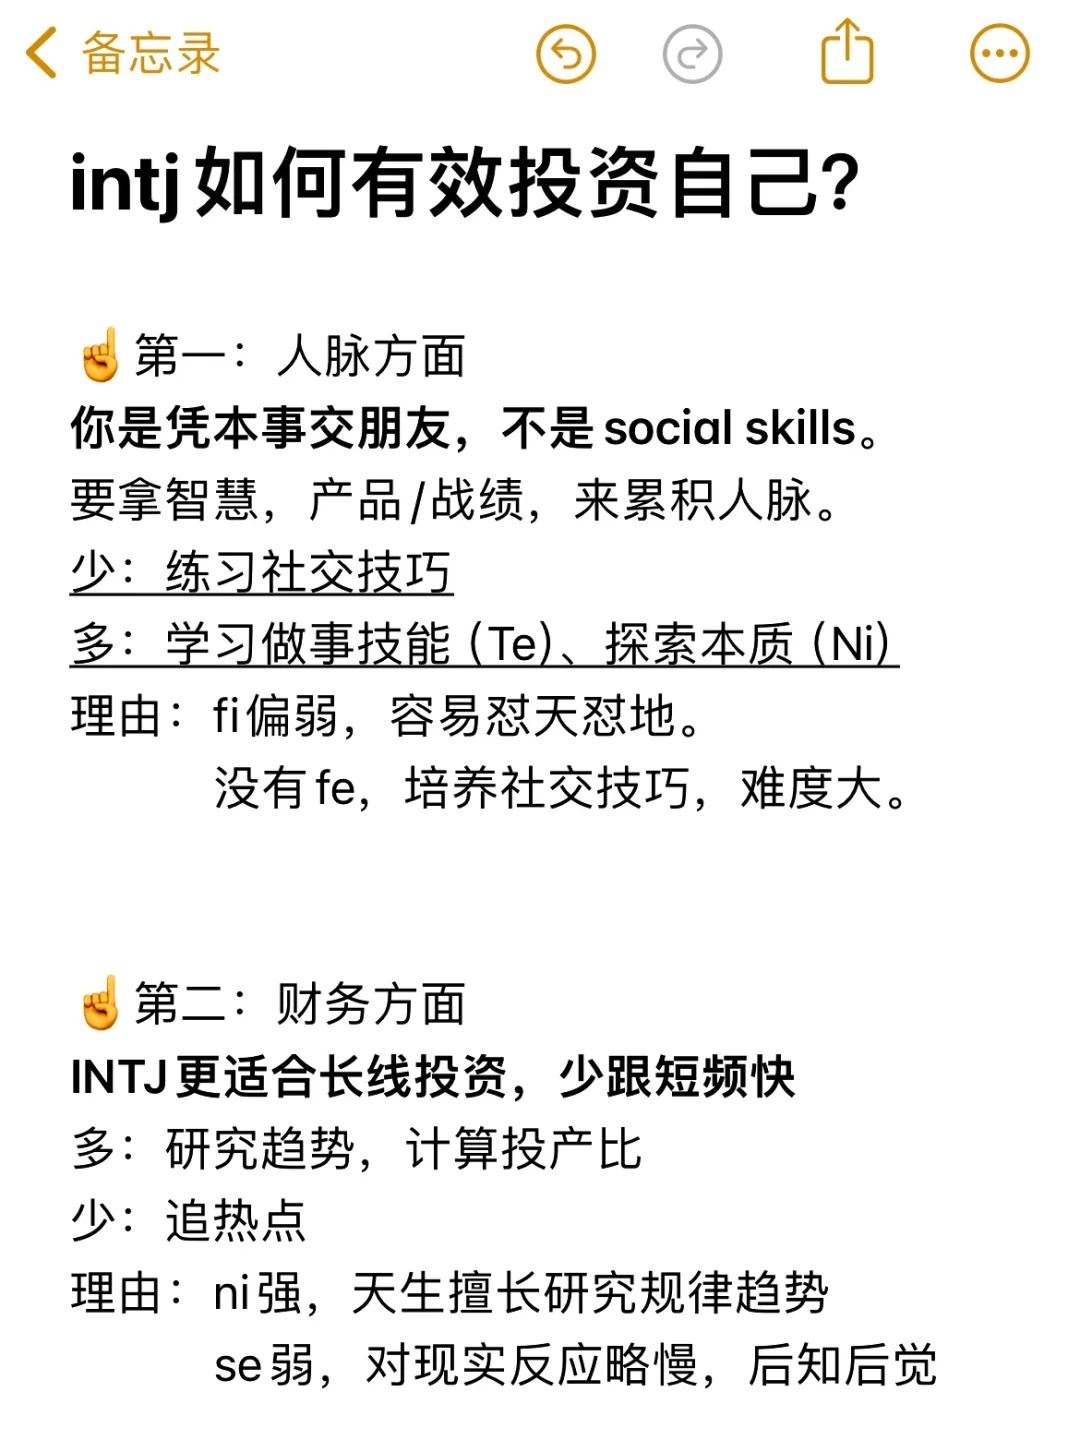 备忘录
intj如何有效投资自己?
☝️第一：人脉方面
你是凭本事交朋友，不是social skills。
要拿智慧，产品/战绩，来累积人脉。
少：练习社交技巧
多：学习做事技能（Te）、探索本质（Ni）
理由：fi偏弱，容易怼天怼地。
没有fe，培养社交技巧，难度大。
☝️第二：财务方面
INTJ更适合长线投资，少跟短频快
多：研究趋势，计算投产比
少：追热点
理由：ni强，天生擅长研究规律趋势
se弱，对现实反应略慢，后知后觉